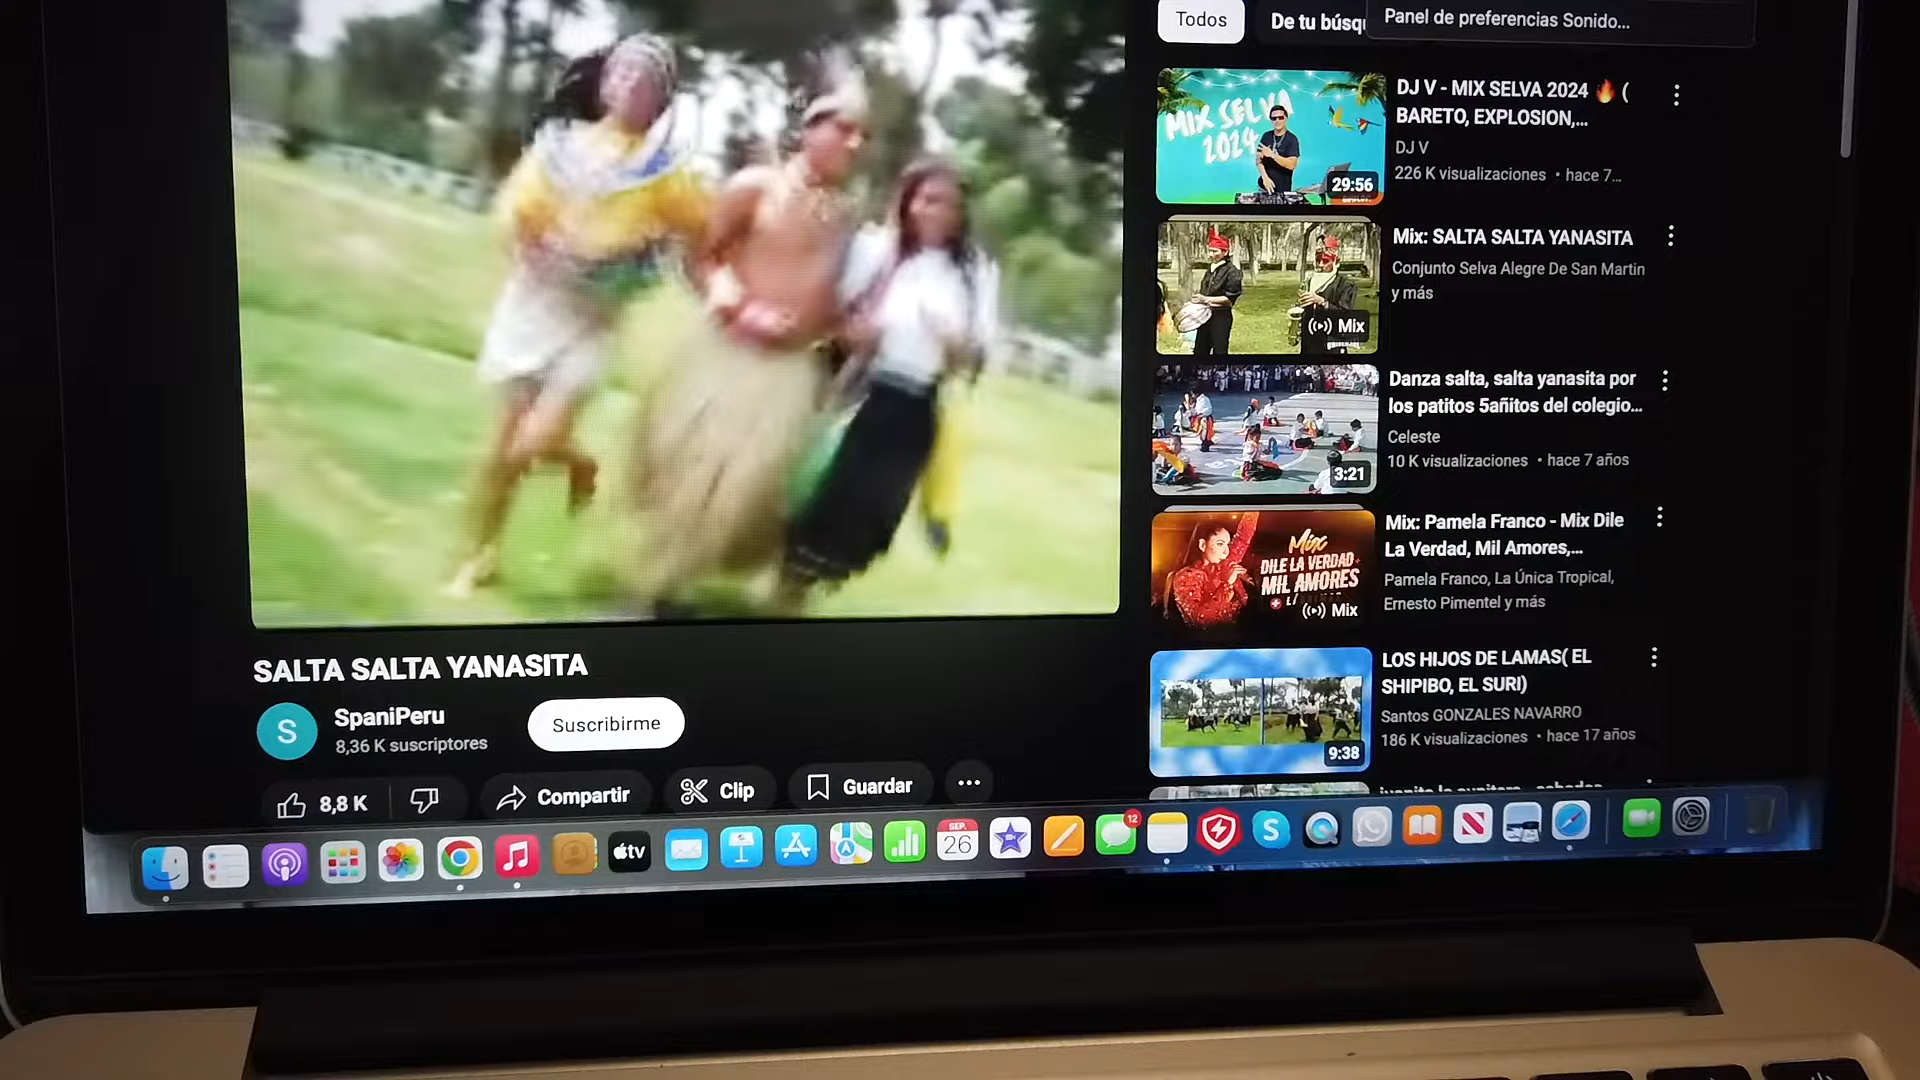 Todos
De tu búsqu
Panel de preferencias Sonido...
MIX SELVA
2024
29:56
DJ V - MIX SELVA 2024 🔥 (
BARETO, EXPLOSION,...
DJ V
226 K visualizaciones • hace 7...
Mix
Mix: SALTA SALTA YANASITA
Conjunto Selva Alegre De San Martin
y más
3:21
Danza salta, salta yanasita por
los patitos 5añitos del colegio...
Celeste
10 K visualizaciones • hace 7 años
Mix
DILE LA VERDAD
MIL AMORES
Mix
Mix: Pamela Franco - Mix Dile
La Verdad, Mil Amores,...
Pamela Franco, La Única Tropical,
Ernesto Pimentel y más
9:38
LOS HIJOS DE LAMAS( EL
SHIPIBO, EL SURI)
Santos GONZALES NAVARRO
186 K visualizaciones • hace 17 años
SALTA SALTA YANASITA
S
SpaniPeru
8,36 K suscriptores
Suscribirme
8,8 K
Compartir
Clip
Guardar
tv
SEP.
26
12
S